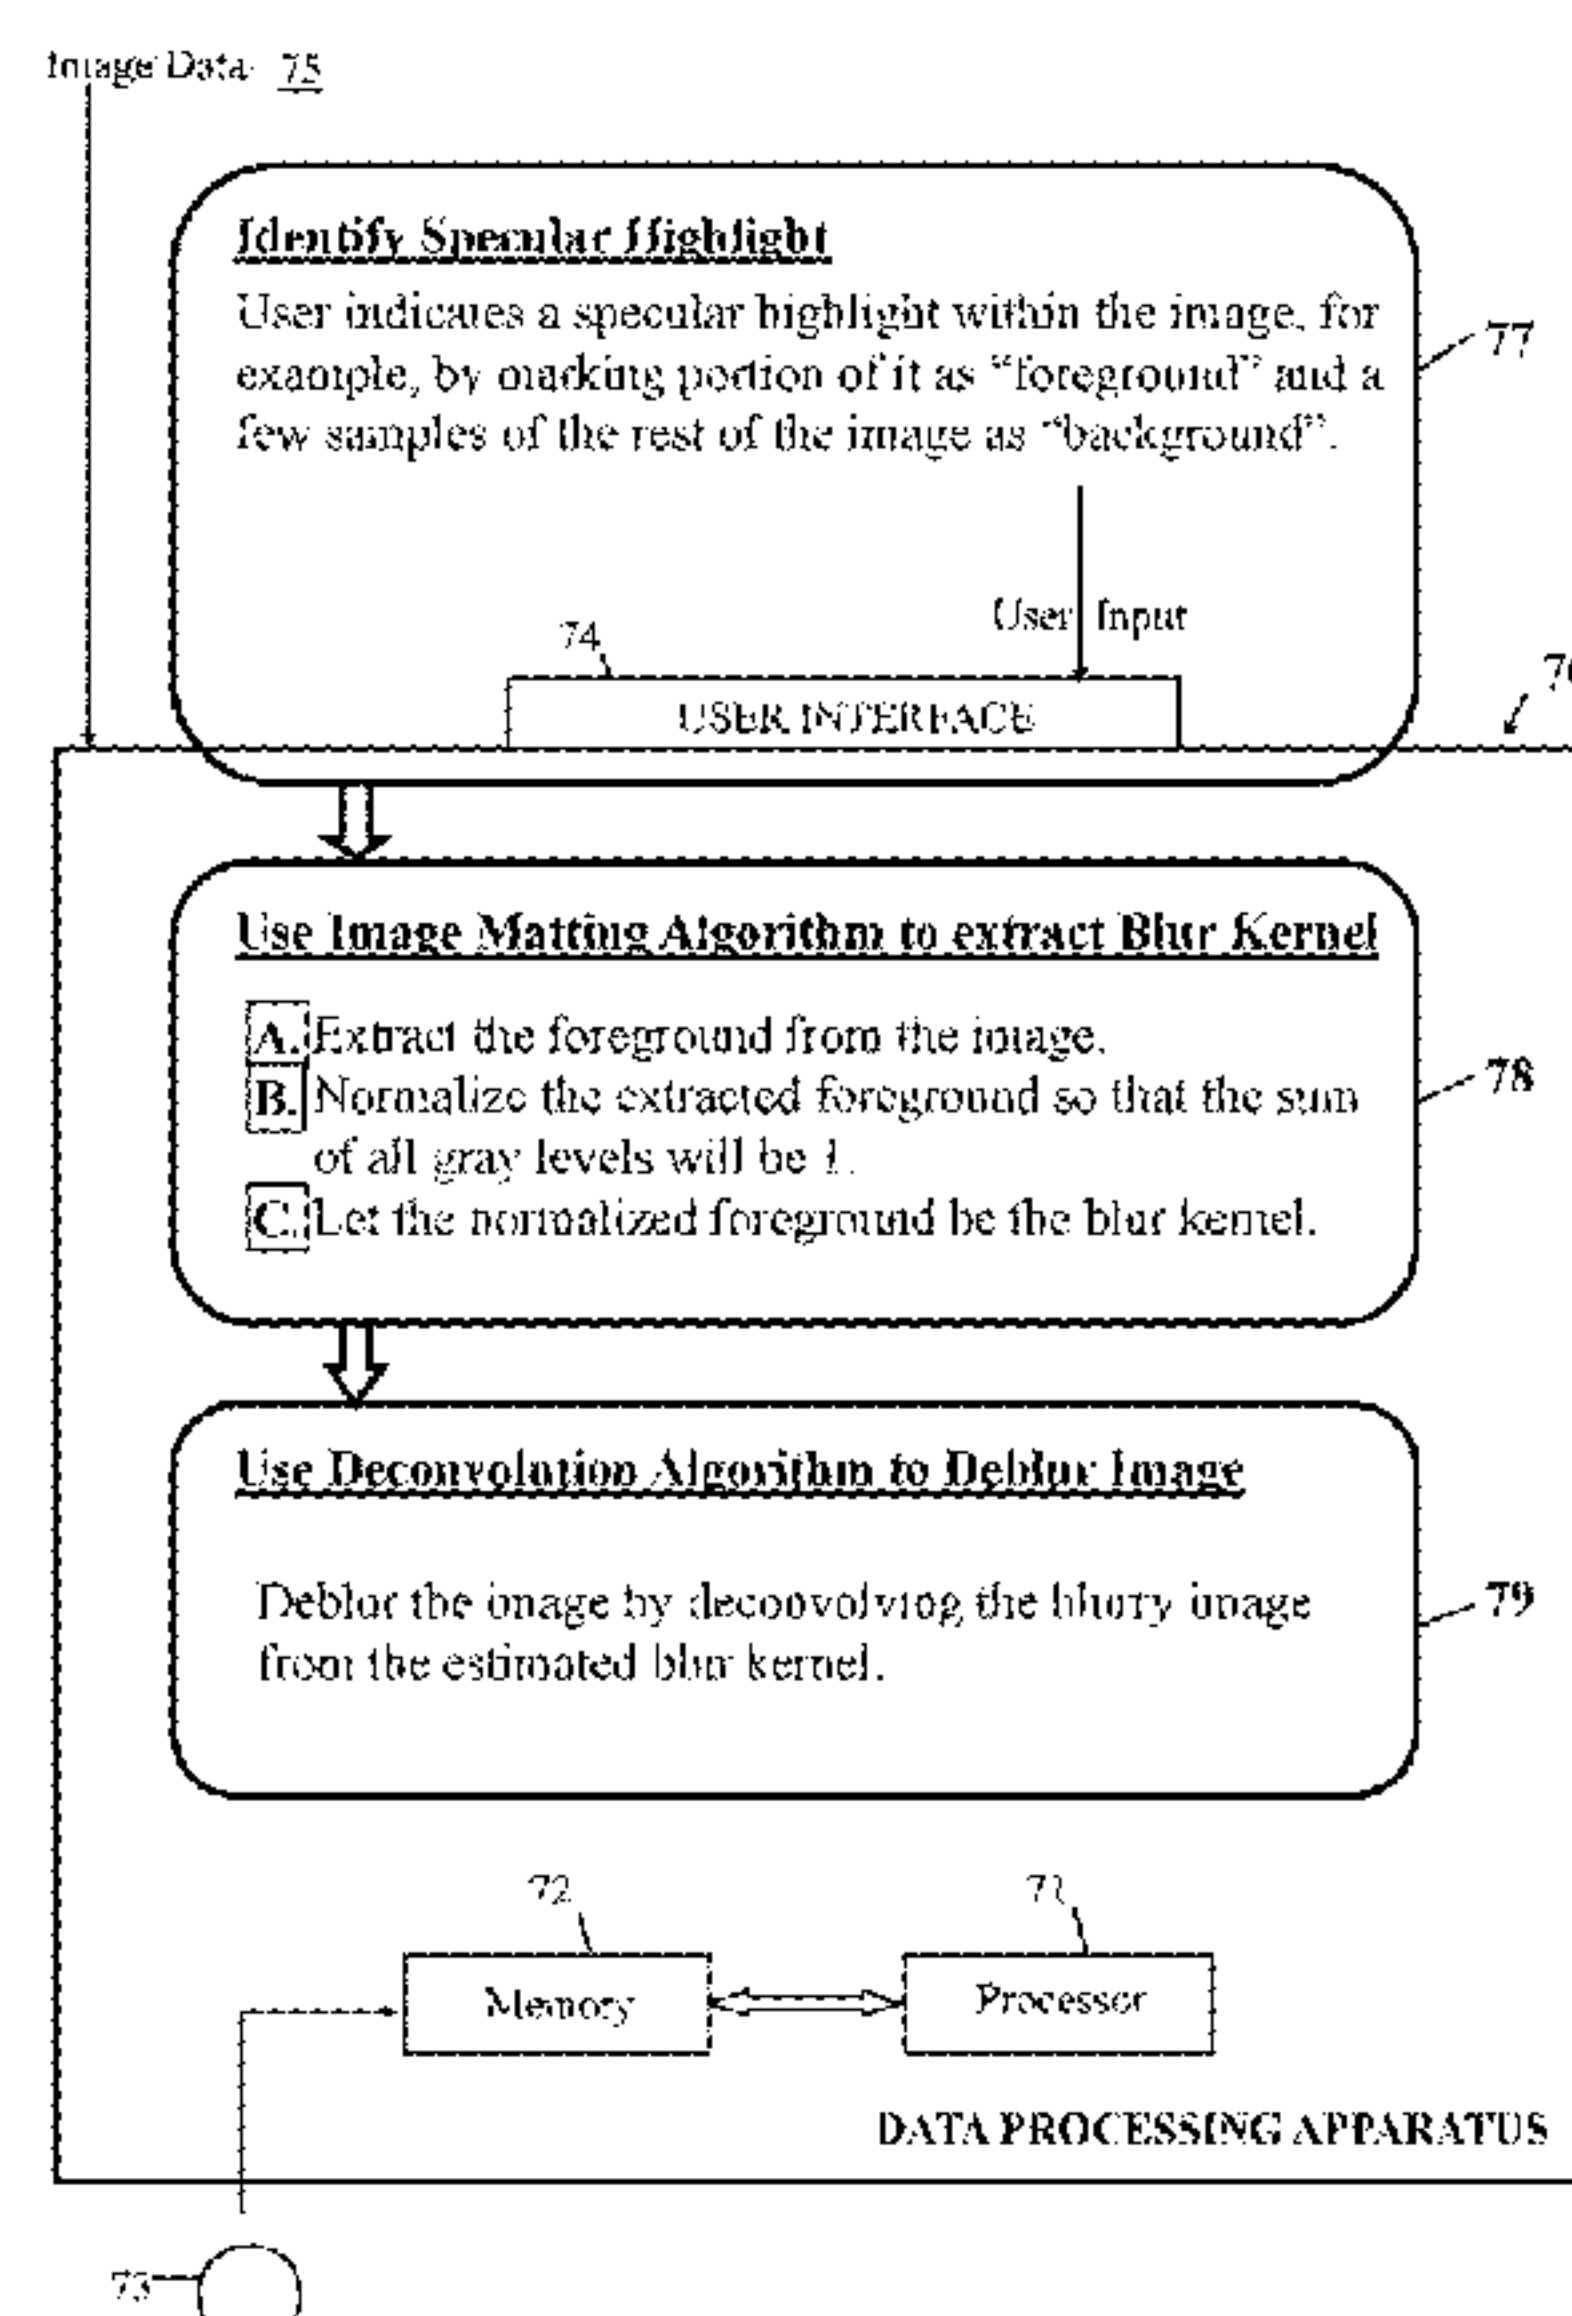 Image Data 75
Identify Specular Highlight
User indicates a specular highlight within the image, for
example, by marking portion of it as “foreground” and a
few samples of the rest of the image as “background”.
77
User Input
74
USER INTERFACE
Use Image Matting Algorithm to extract Blur Kernel
A. Extract the foreground from the image.
B. Normalize the extracted foreground so that the sum
of all gray levels will be 1.
C. Let the normalized foreground be the blur kernel.
78
Use Deconvolution Algorithm to Deblur Image
Deblur the image by deconvolving the blurry image
from the estimated blur kernel.
79
72
71
Memory
Processor
DATA PROCESSING APPARATUS
73